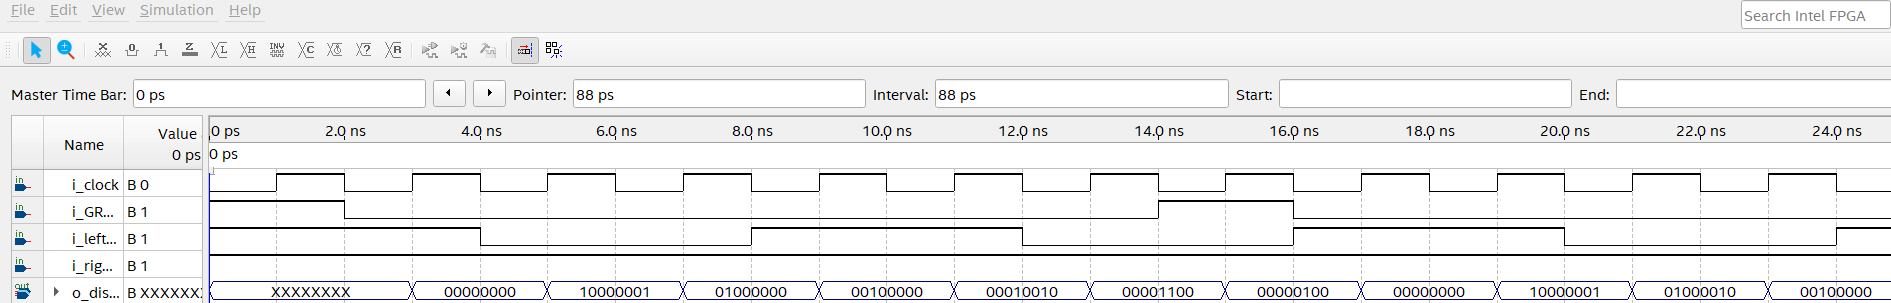 File Edit View Simulation Help
Search Intel FPGA
Master Time Bar: 0 ps Pointer: 88 ps Interval: 88 ps Start: End:
Name Value 0 ps 2.0 ns 4.0 ns 6.0 ns 8.0 ns 10.0 ns 12.0 ns 14.0 ns 16.0 ns 18.0 ns 20.0 ns 22.0 ns 24.0 ns
0 ps 0 ps
in i_clock B 0
in i_GR... B 1
in i_left... B 1
in i_rig... B 1
out o_dis... B XXXXXXX XXXXXXXX 00000000 10000001 01000000 00100000 00010010 00001100 00000100 00000000 10000001 01000010 00100000